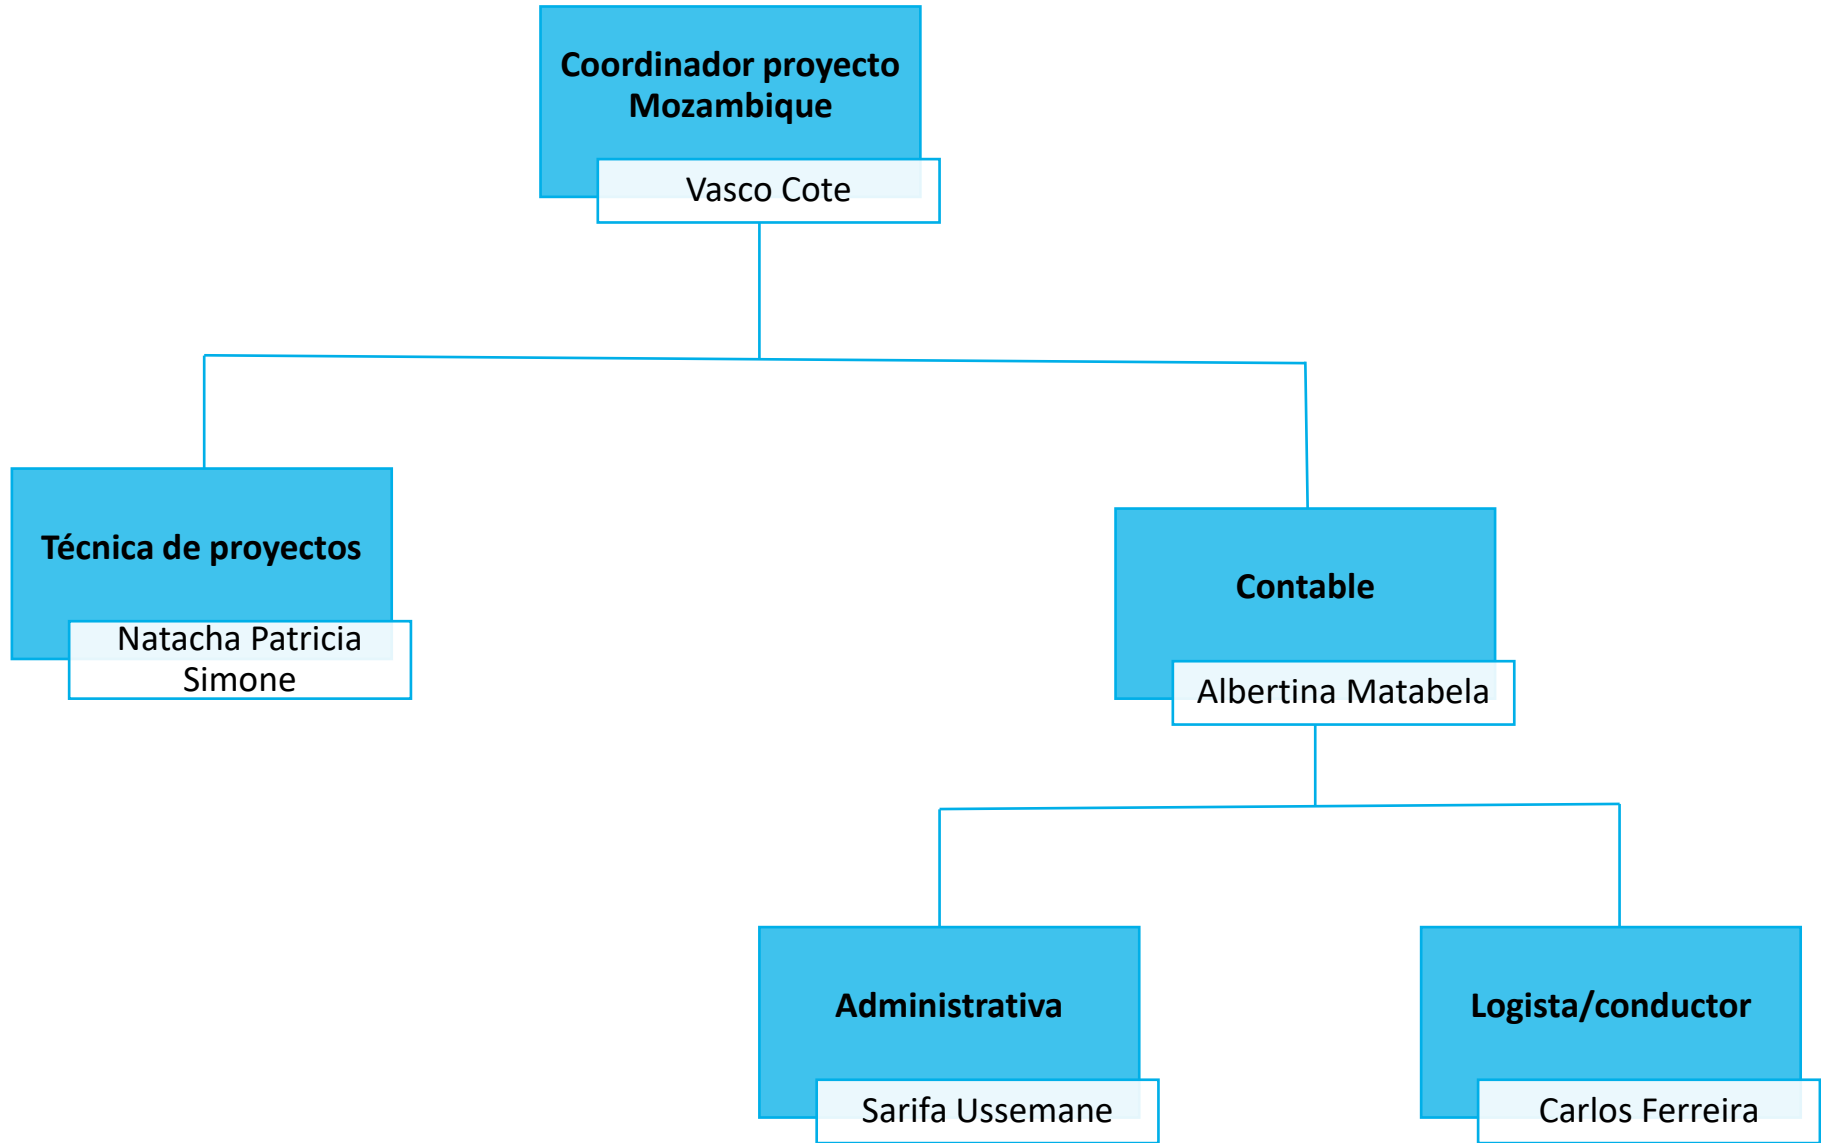 Coordinador proyecto
Mozambique
Vasco Cote
Técnica de proyectos
Natacha Patricia
Simone
Contable
Albertina Matabela
Administrativa
Sarifa Ussemane
Logista/conductor
Carlos Ferreira